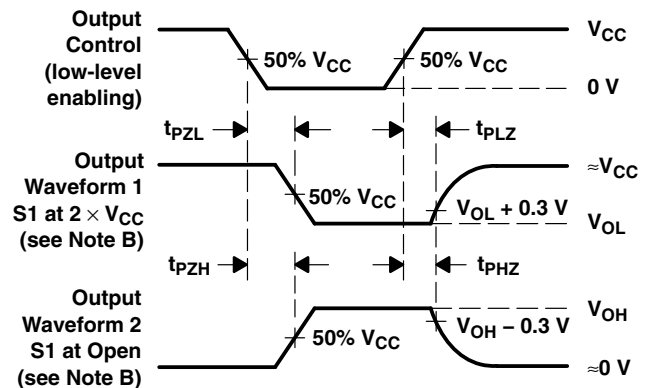 Output
Control
(low-level
enabling)
50% VCC
50% VCC
VCC
0 V
tPZL
tPLZ
Output
Waveform 1
S1 at 2 × VCC
(see Note B)
50% VCC
≈VCC
VOL + 0.3 V
VOL
tPZH
tPHZ
Output
Waveform 2
S1 at Open
(see Note B)
50% VCC
VOH
VOH − 0.3 V
≈0 V